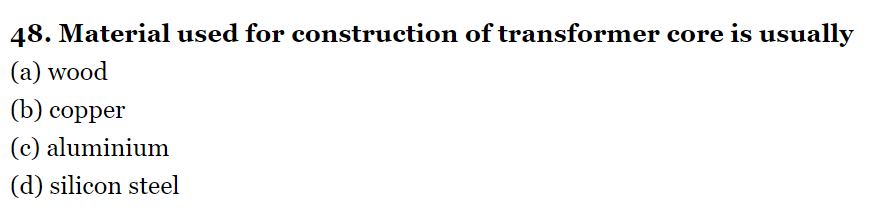 48. Material used for construction of transformer core is usually
(a) wood
(b) copper
(c) aluminium
(d) silicon steel